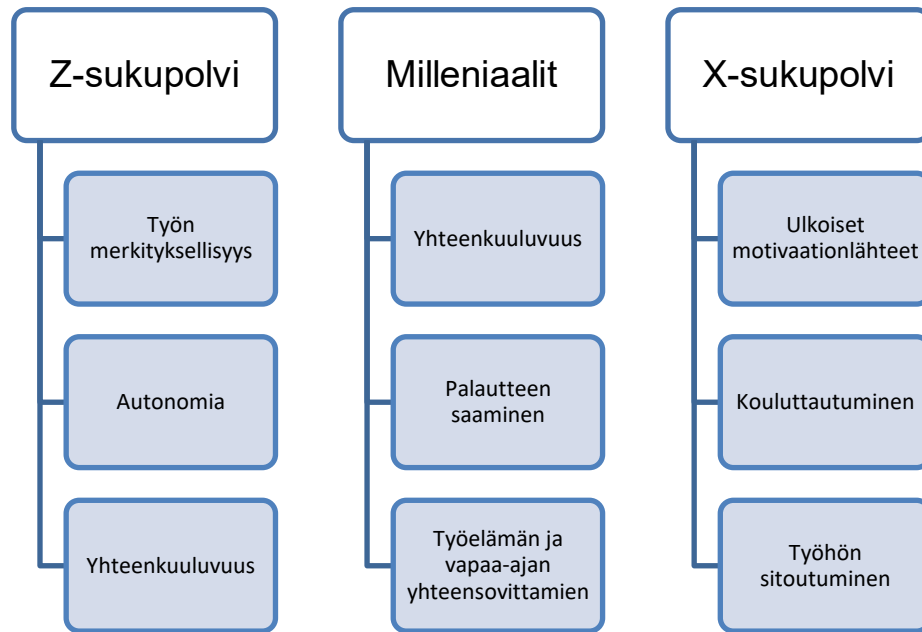 Z-sukupolvi
Työn
merkityksellisyys
Autonomia
Yhteenkuuluvuus
Milleniaalit
Yhteenkuuluvuus
Palautteen
saaminen
Työelämän ja
vapaa-ajan
yhteensovittamien
X-sukupolvi
Ulkoiset
motivaationlähteet
Kouluttautuminen
Työhön
sitoutuminen